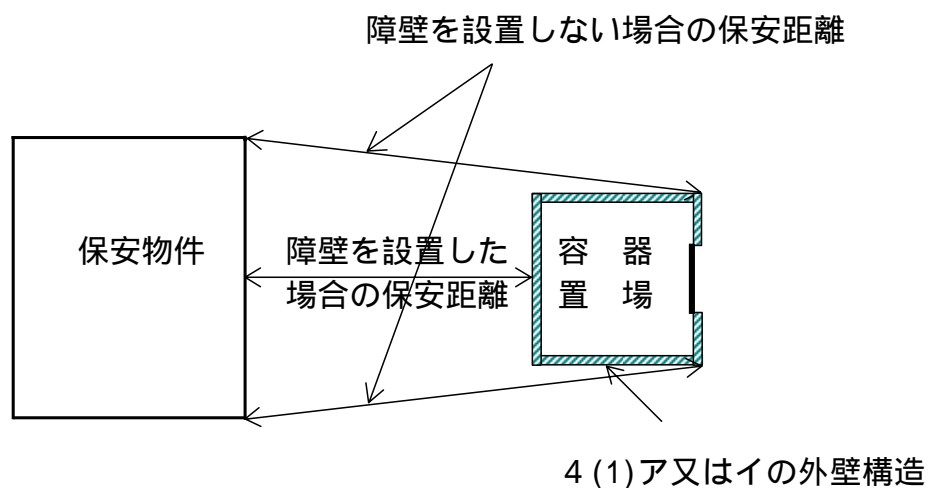 障壁を設置しない場合の保安距離
保安物件
障壁を設置した
場合の保安距離
容 器
置 場
4 (1)ア又はイの外壁構造